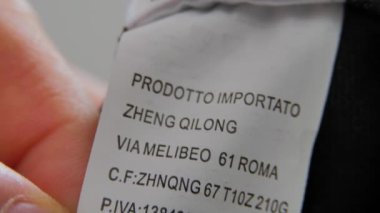 PRODOTTO IMPORTATO
ZHENG QILONG
VIA MELIBEO 61 ROMA
C.F:ZHNQNG 67 T10Z 210G